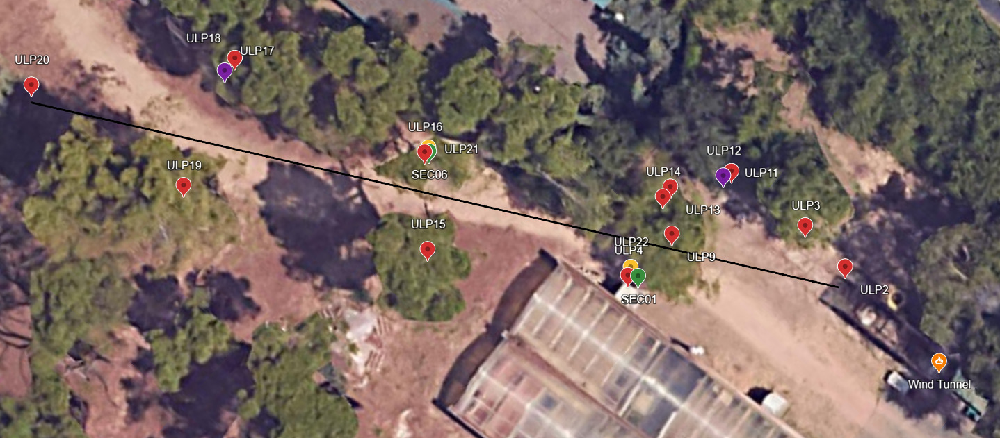 ULP18
ULP17
ULP20
ULP16
ULP21
ULP12
ULP19
SEC06
ULP14
ULP11
ULP3
ULP13
ULP15
ULP22
ULP4
ULP9
ULP2
SEC01
Wind Tunnel